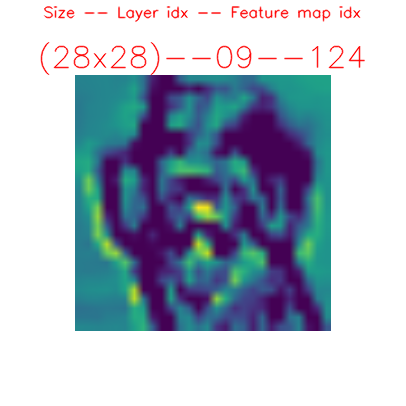 Size -- Layer idx -- Feature map idx
(28x28)--09--124